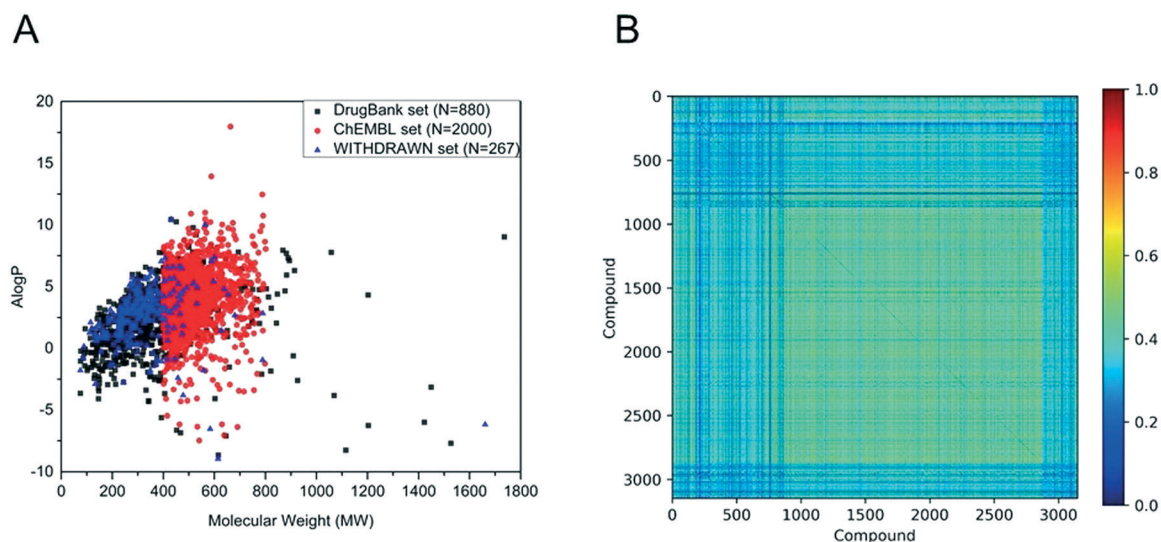 A
B
20
15
10
5
0
-5
-10
AlogP
DrugBank set (N=880)
ChEMBL set (N=2000)
WITHDRAWN set (N=267)
0 200 400 600 800 1000 1200 1400 1600 1800
Molecular Weight (MW)
0
500
1000
1500
2000
2500
3000
Compound
0 500 1000 1500 2000 2500 3000
Compound
1.0
0.8
0.6
0.4
0.2
0.0